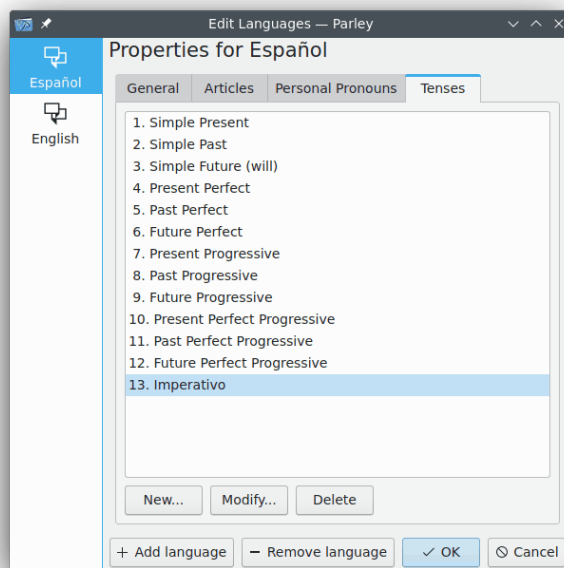 Edit Languages — Parley
Español
English
Properties for Español
General Articles Personal Pronouns Tenses
1. Simple Present
2. Simple Past
3. Simple Future (will)
4. Present Perfect
5. Past Perfect
6. Future Perfect
7. Present Progressive
8. Past Progressive
9. Future Progressive
10. Present Perfect Progressive
11. Past Perfect Progressive
12. Future Perfect Progressive
13. Imperativo
New... Modify... Delete
+ Add language − Remove language OK Cancel